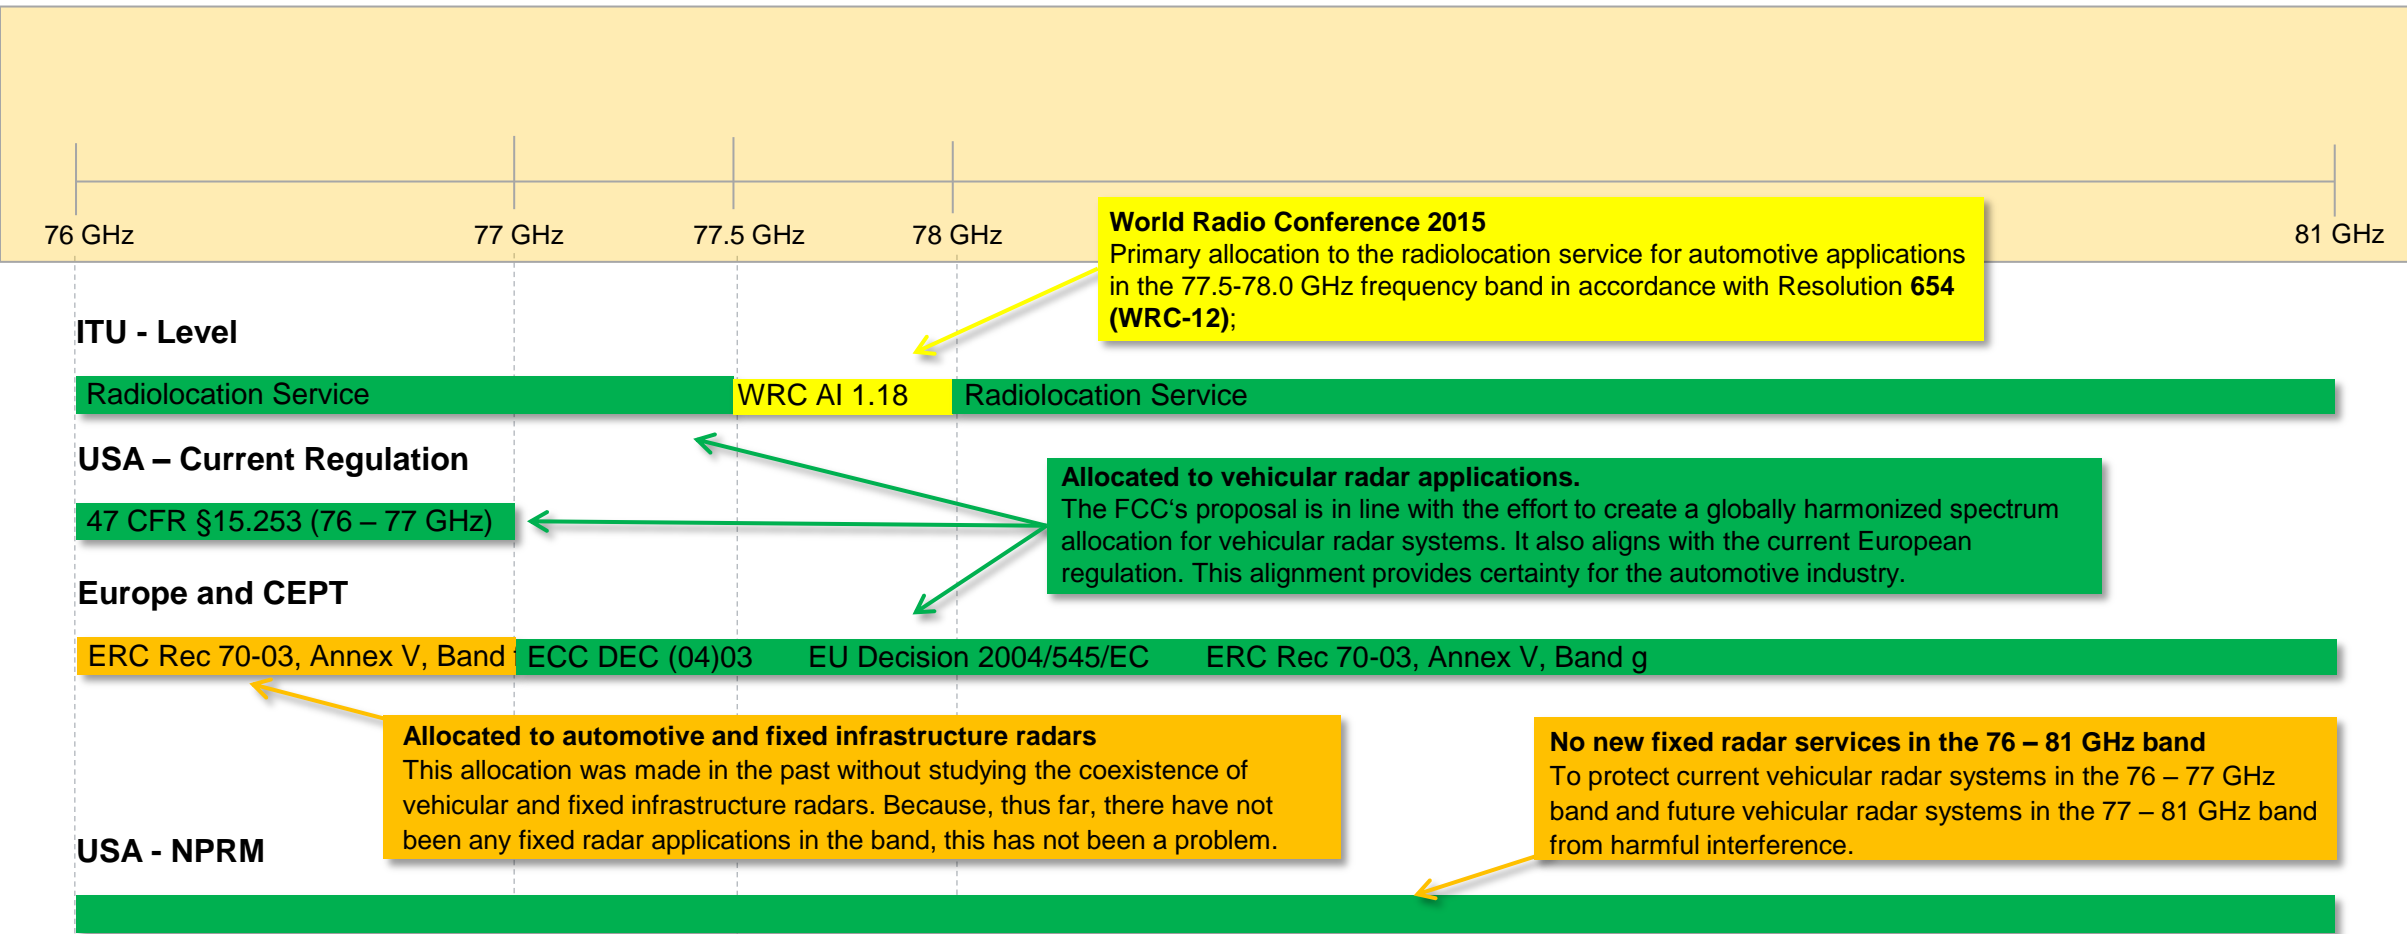 76 GHz
77 GHz
77.5 GHz
78 GHz
81 GHz
World Radio Conference 2015
Primary allocation to the radiolocation service for automotive applications
in the 77.5-78.0 GHz frequency band in accordance with Resolution 654
(WRC-12);
ITU - Level
Radiolocation Service
WRC AI 1.18
Radiolocation Service
USA – Current Regulation
47 CFR §15.253 (76 – 77 GHz)
Allocated to vehicular radar applications.
The FCC‘s proposal is in line with the effort to create a globally harmonized spectrum
allocation for vehicular radar systems. It also aligns with the current European
regulation. This alignment provides certainty for the automotive industry.
Europe and CEPT
ERC Rec 70-03, Annex V, Band
ECC DEC (04)03
EU Decision 2004/545/EC
ERC Rec 70-03, Annex V, Band g
Allocated to automotive and fixed infrastructure radars
This allocation was made in the past without studying the coexistence of
vehicular and fixed infrastructure radars. Because, thus far, there have not
been any fixed radar applications in the band, this has not been a problem.
No new fixed radar services in the 76 – 81 GHz band
To protect current vehicular radar systems in the 76 – 77 GHz
band and future vehicular radar systems in the 77 – 81 GHz band
from harmful interference.
USA - NPRM